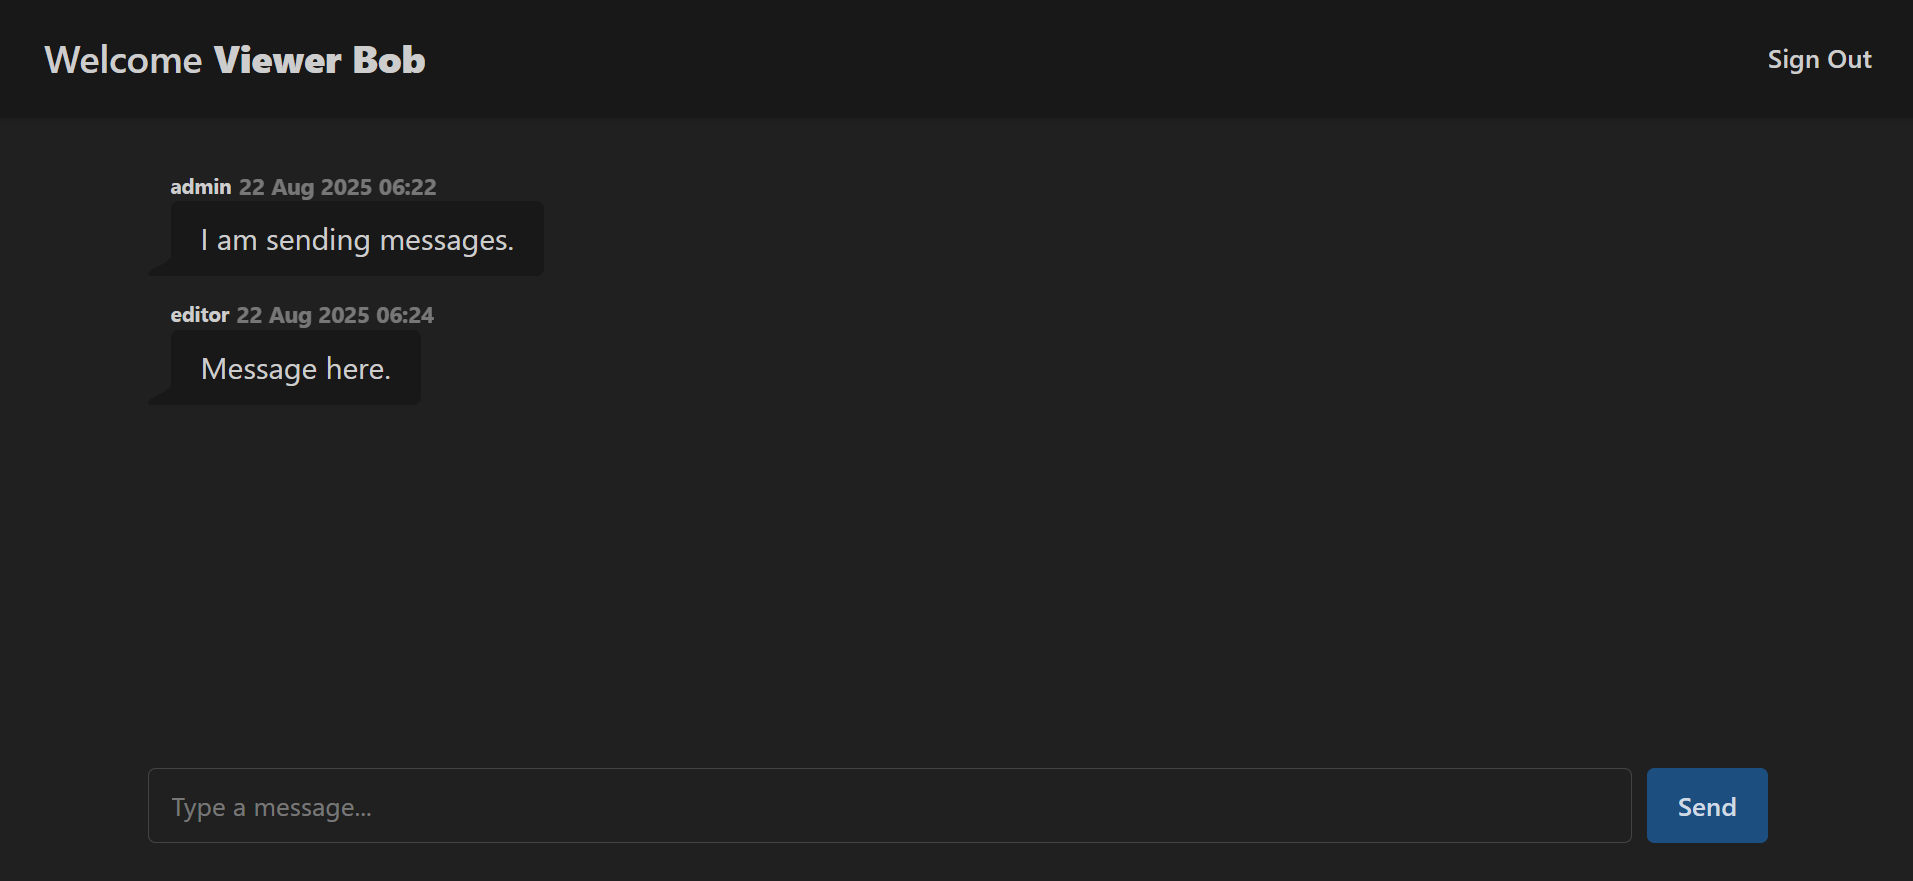 Welcome Viewer Bob
Sign Out
admin 22 Aug 2025 06:22
I am sending messages.
editor 22 Aug 2025 06:24
Message here.
Type a message...
Send